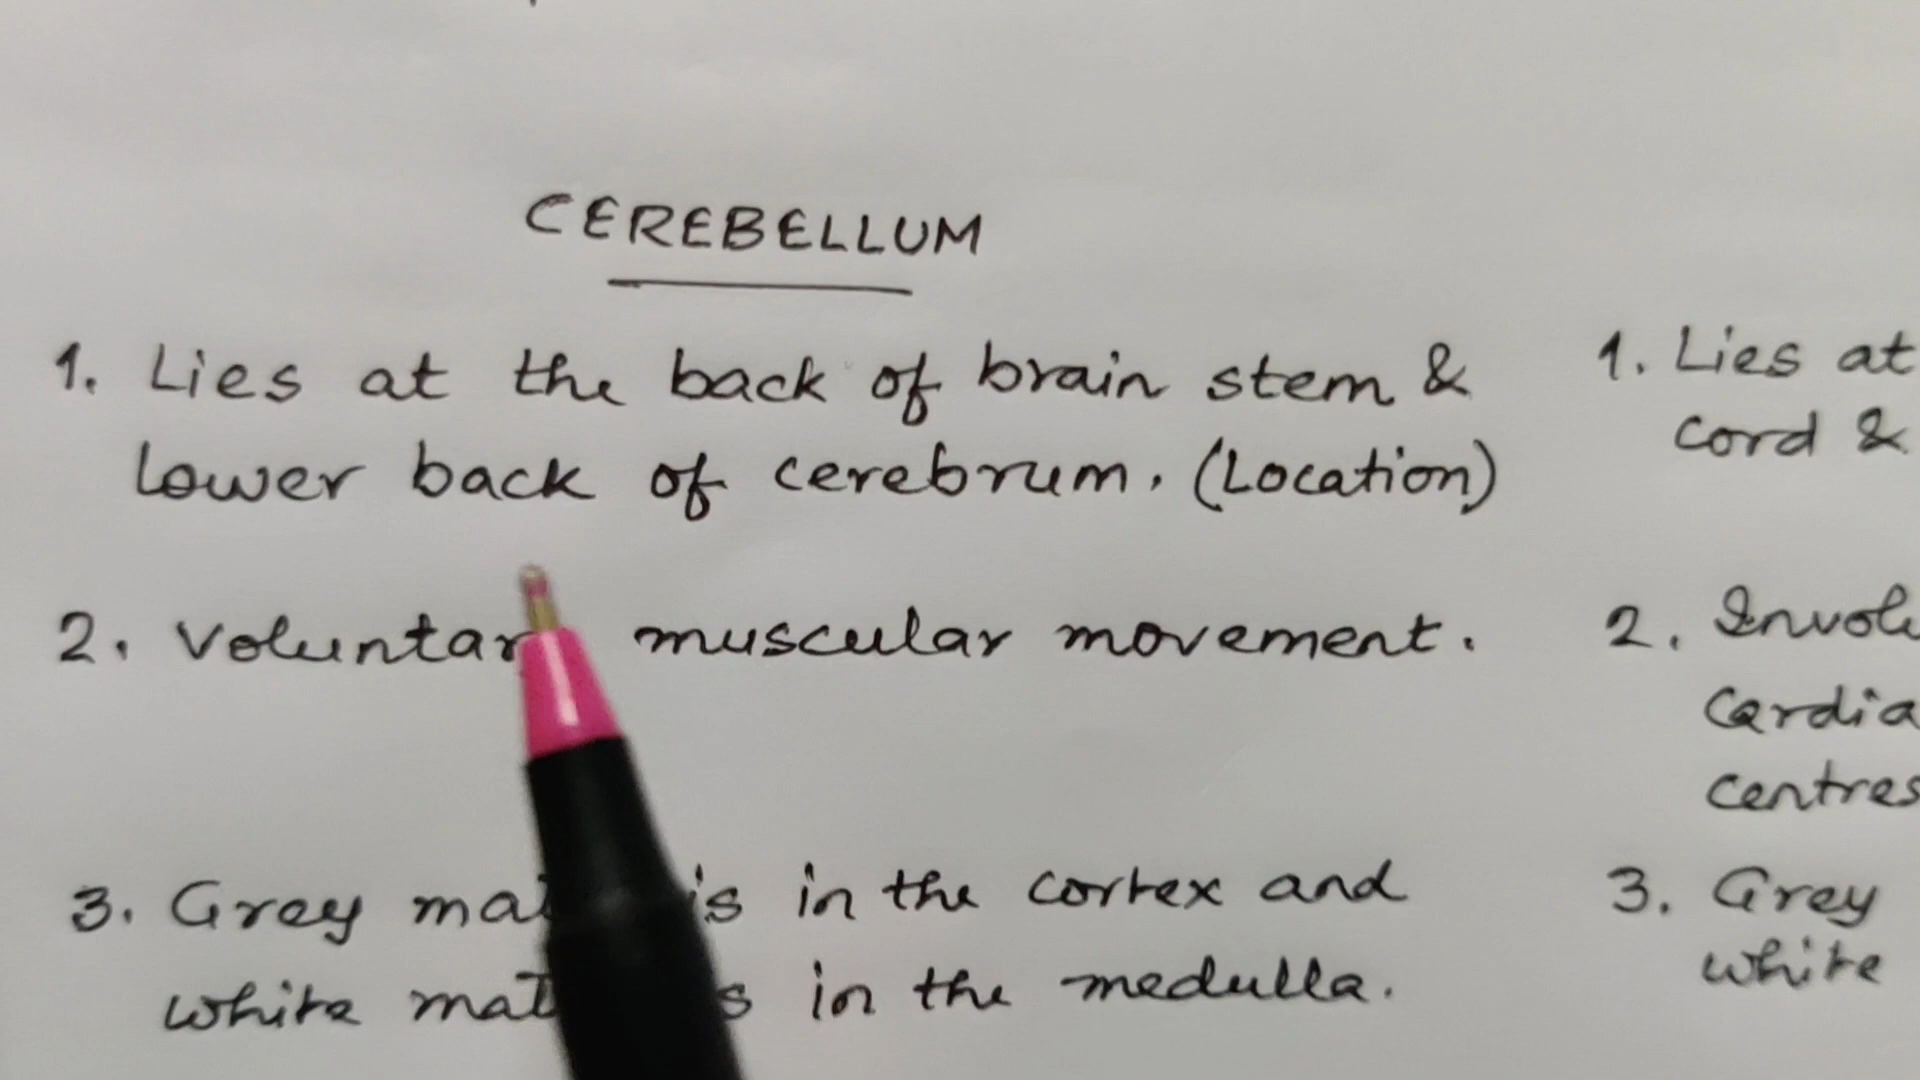 CEREBELLUM
1. Lies at the back of brain stem &
lower back of cerebrum. (Location)
2. Voluntar muscular movement.
3. Grey mat is in the cortex and
white mat s in the medulla.
1. Lies at
cord &
2. Invol
Cardia
centres
3. Grey
white